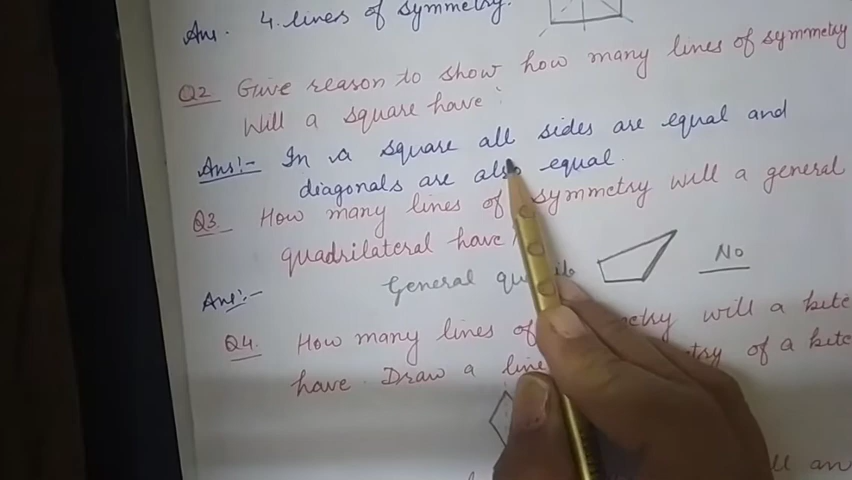 Ans. 4 lines of symmetry.
Q2 Give reason to show how many lines of symmetry
Will a square have?
Ans:- In a square all sides are equal and
diagonals are also equal.
Q3 How many lines of symmetry will a general
quadrilateral have?
Ans:- General No
Q4. How many lines of will a kite
have. Draw a line of a kite